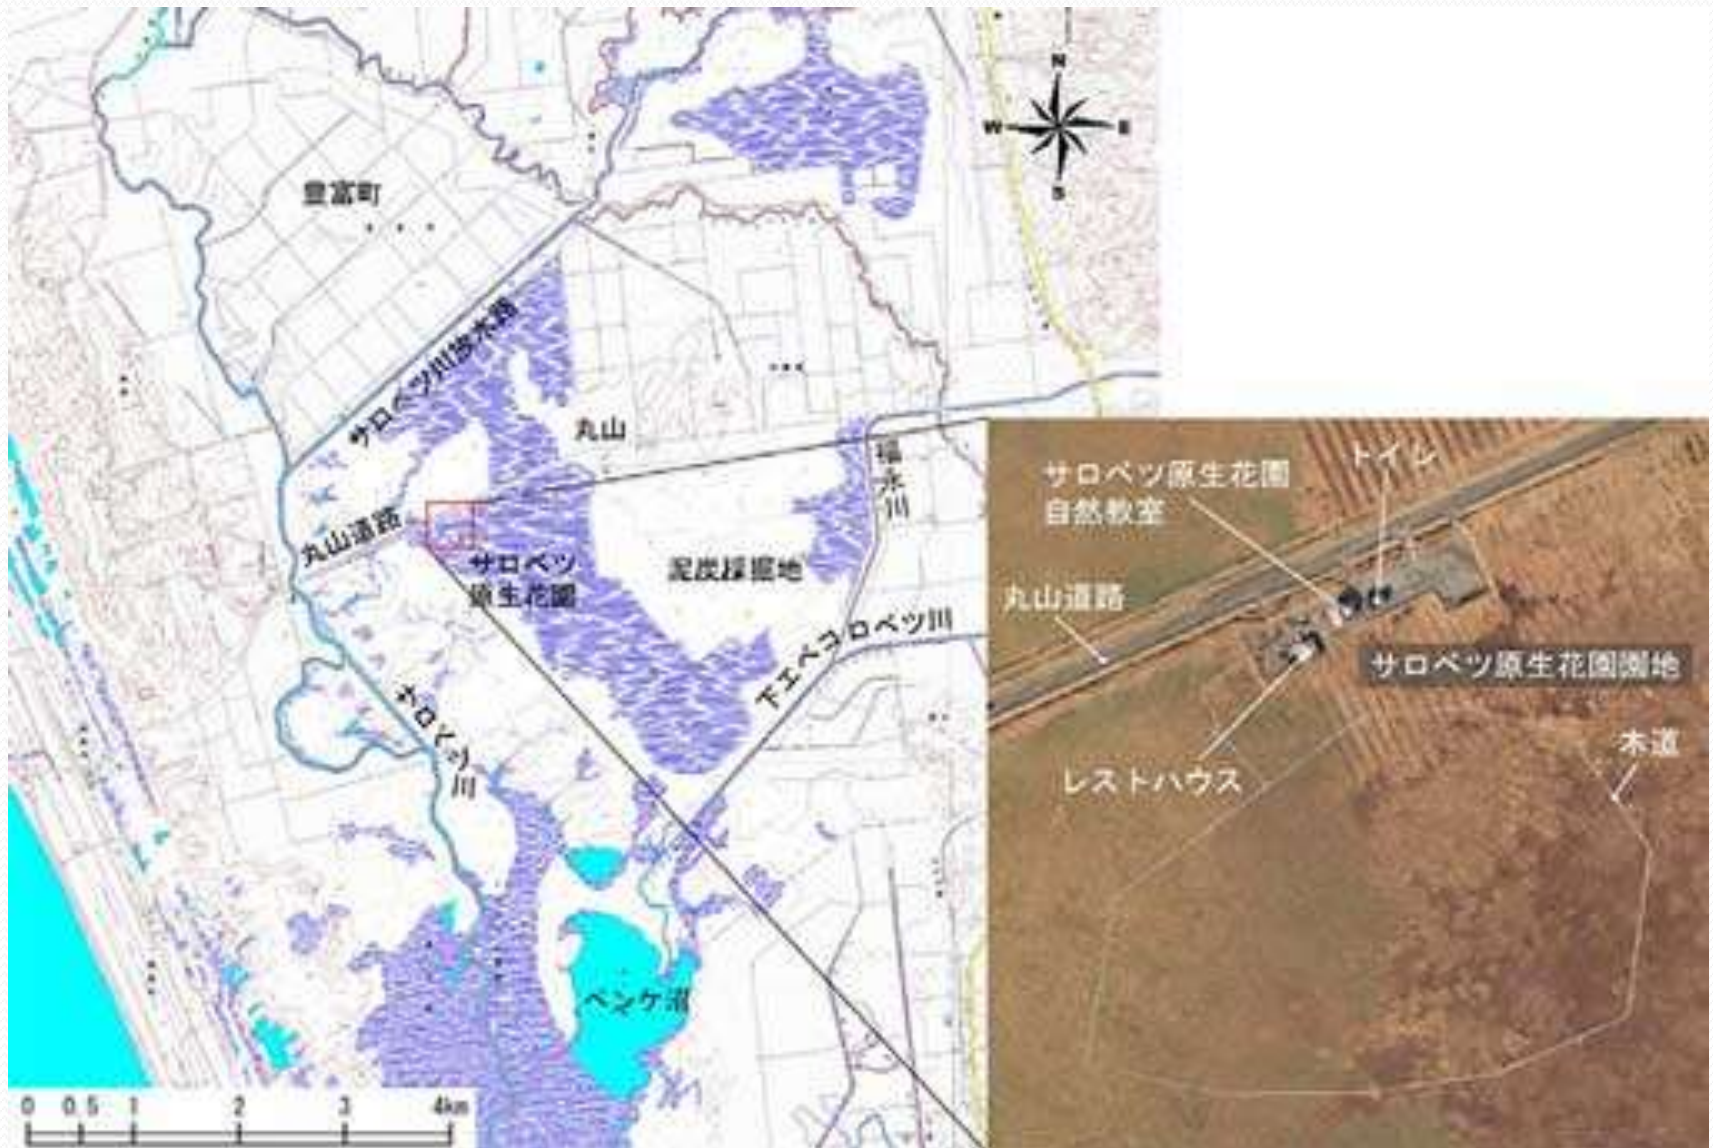 N
W E
S
豊富町
サロベツ川放水路
丸山
福永川
丸山道路
サロベツ
原生花園
泥炭採掘地
下エベコロベツ川
サロベツ川
ペンケ沼
0 0.5 1 2 3 4km
サロベツ原生花園
自然教室
トイレ
丸山道路
サロベツ原生花園園地
木道
レストハウス